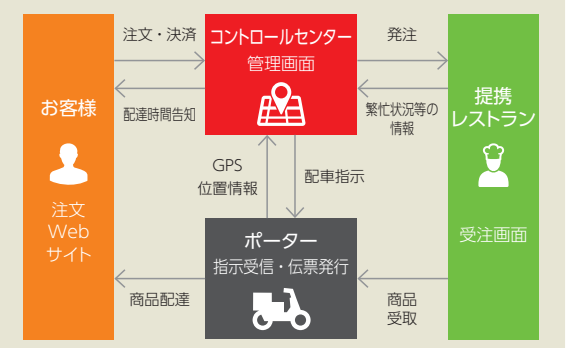 お客様
注文
Web
サイト
注文・決済
配達時間告知
コントロールセンター
管理画面
発注
繁忙状況等の
情報
提携
レストラン
受注画面
GPS
位置情報
配車指示
ポーター
指示受信・伝票発行
商品配達
商品
受取